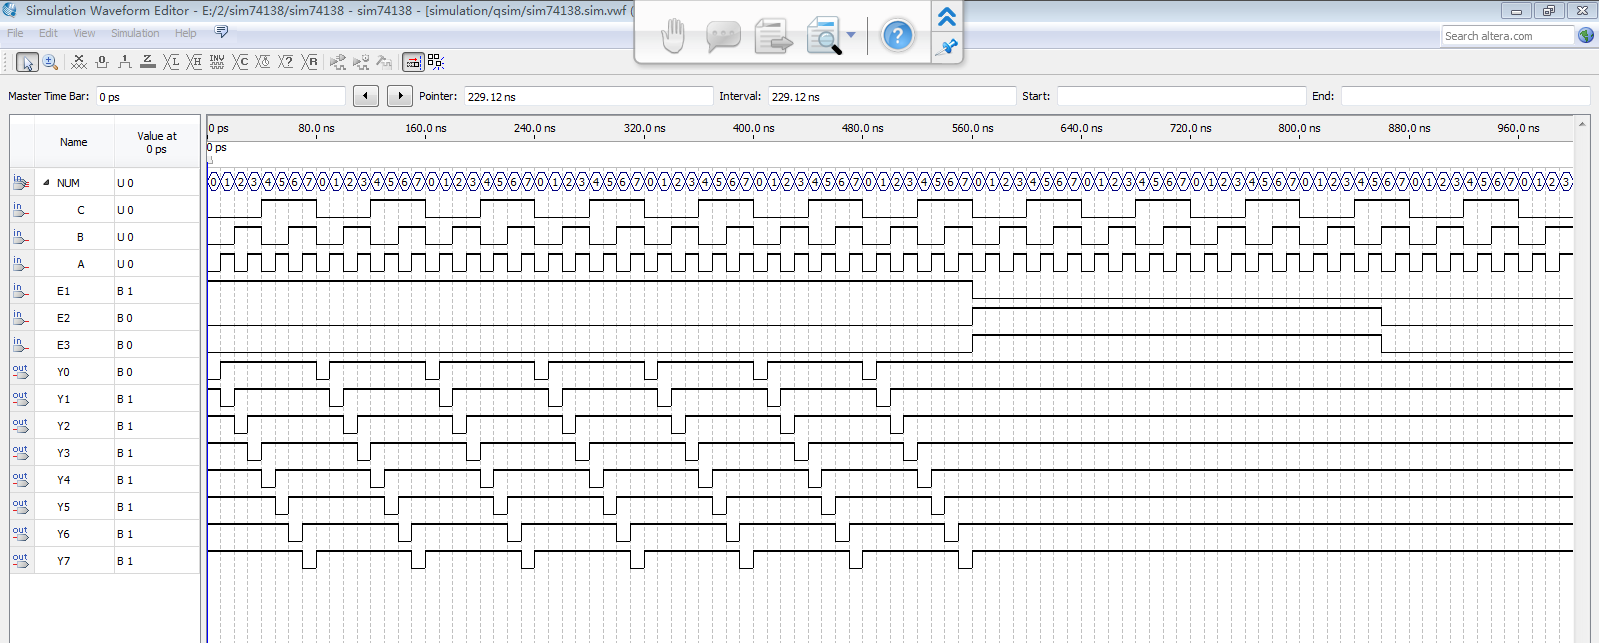 Simulation Waveform Editor - E:/2/sim74138/sim74138 - sim74138 - [simulation/qsim/sim74138.sim.vwf (
File Edit View Simulation Help
Search altera.com
Master Time Bar: 0 ps Pointer: 229.12 ns Interval: 229.12 ns Start: End:
Name Value at 0 ps
0 ps 80.0 ns 160.0 ns 240.0 ns 320.0 ns 400.0 ns 480.0 ns 560.0 ns 640.0 ns 720.0 ns 800.0 ns 880.0 ns 960.0 ns
0 ps
in NUM U 0 0 1 2 3 4 5 6 7 0 1 2 3 4 5 6 7 0 1 2 3 4 5 6 7 0 1 2 3 4 5 6 7 0 1 2 3 4 5 6 7 0 1 2 3 4 5 6 7 0 1 2 3 4 5 6 7 0 1 2 3 4 5 6 7 0 1 2 3 4 5 6 7 0 1 2 3 4 5 6 7 0 1 2 3 4 5 6 7 0 1 2 3 4 5 6 7 0 1 2 3
in C U 0
in B U 0
in A U 0
in E1 B 1
in E2 B 0
in E3 B 0
out Y0 B 0
out Y1 B 1
out Y2 B 1
out Y3 B 1
out Y4 B 1
out Y5 B 1
out Y6 B 1
out Y7 B 1